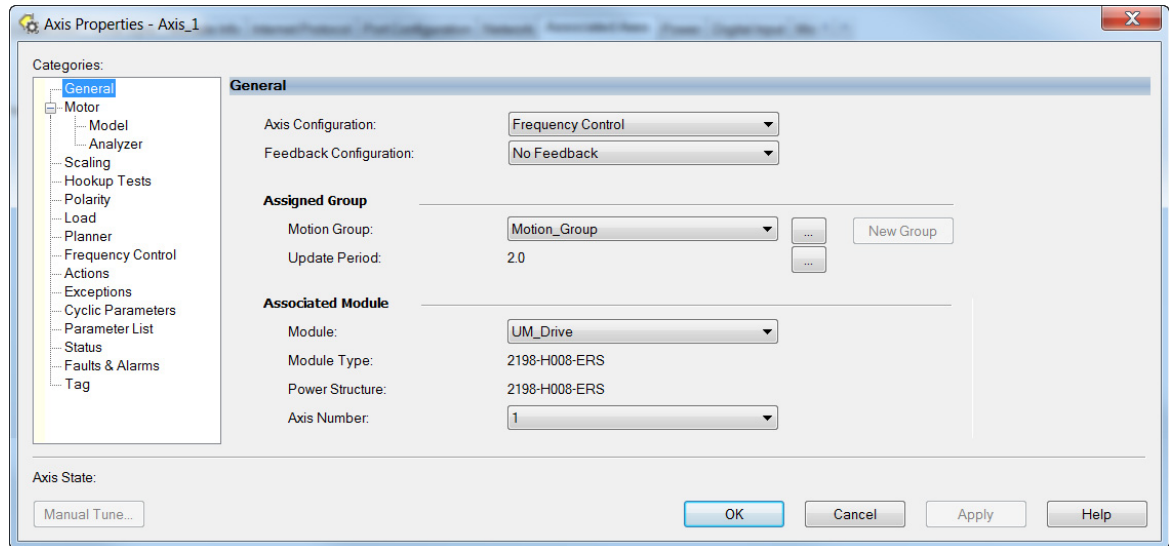 Axis Properties - Axis_1
X
Categories:
General
Motor
Model
Analyzer
Scaling
Hookup Tests
Polarity
Load
Planner
Frequency Control
Actions
Exceptions
Cyclic Parameters
Parameter List
Status
Faults & Alarms
Tag
General
Axis Configuration: Frequency Control
Feedback Configuration: No Feedback
Assigned Group
Motion Group: Motion_Group ... New Group
Update Period: 2.0 ...
Associated Module
Module: UM_Drive
Module Type: 2198-H008-ERS
Power Structure: 2198-H008-ERS
Axis Number: 1
Axis State:
Manual Tune... OK Cancel Apply Help